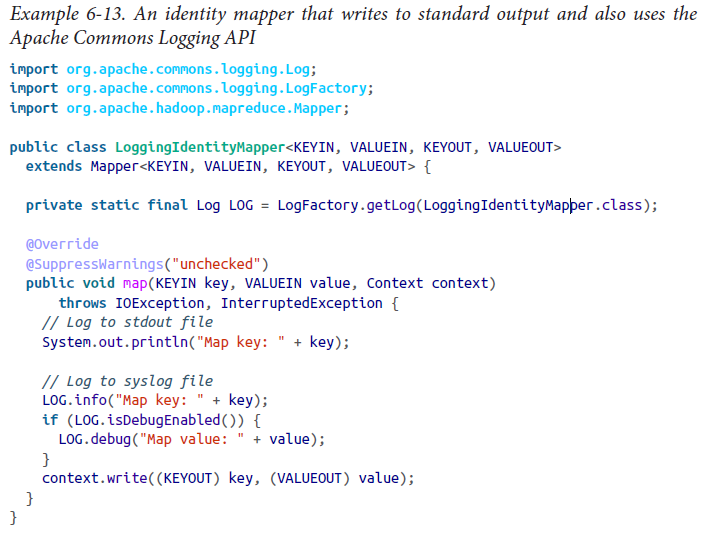 Example 6-13. An identity mapper that writes to standard output and also uses the
Apache Commons Logging API
import org.apache.commons.logging.Log;
import org.apache.commons.logging.LogFactory;
import org.apache.hadoop.mapreduce.Mapper;

public class LoggingIdentityMapper<KEYIN, VALUEIN, KEYOUT, VALUEOUT>
  extends Mapper<KEYIN, VALUEIN, KEYOUT, VALUEOUT> {

  private static final Log LOG = LogFactory.getLog(LoggingIdentityMapper.class);

  @Override
  @SuppressWarnings("unchecked")
  public void map(KEYIN key, VALUEIN value, Context context)
      throws IOException, InterruptedException {
    // Log to stdout file
    System.out.println("Map key: " + key);

    // Log to syslog file
    LOG.info("Map key: " + key);
    if (LOG.isDebugEnabled()) {
      LOG.debug("Map value: " + value);
    }
    context.write((KEYOUT) key, (VALUEOUT) value);
  }
}